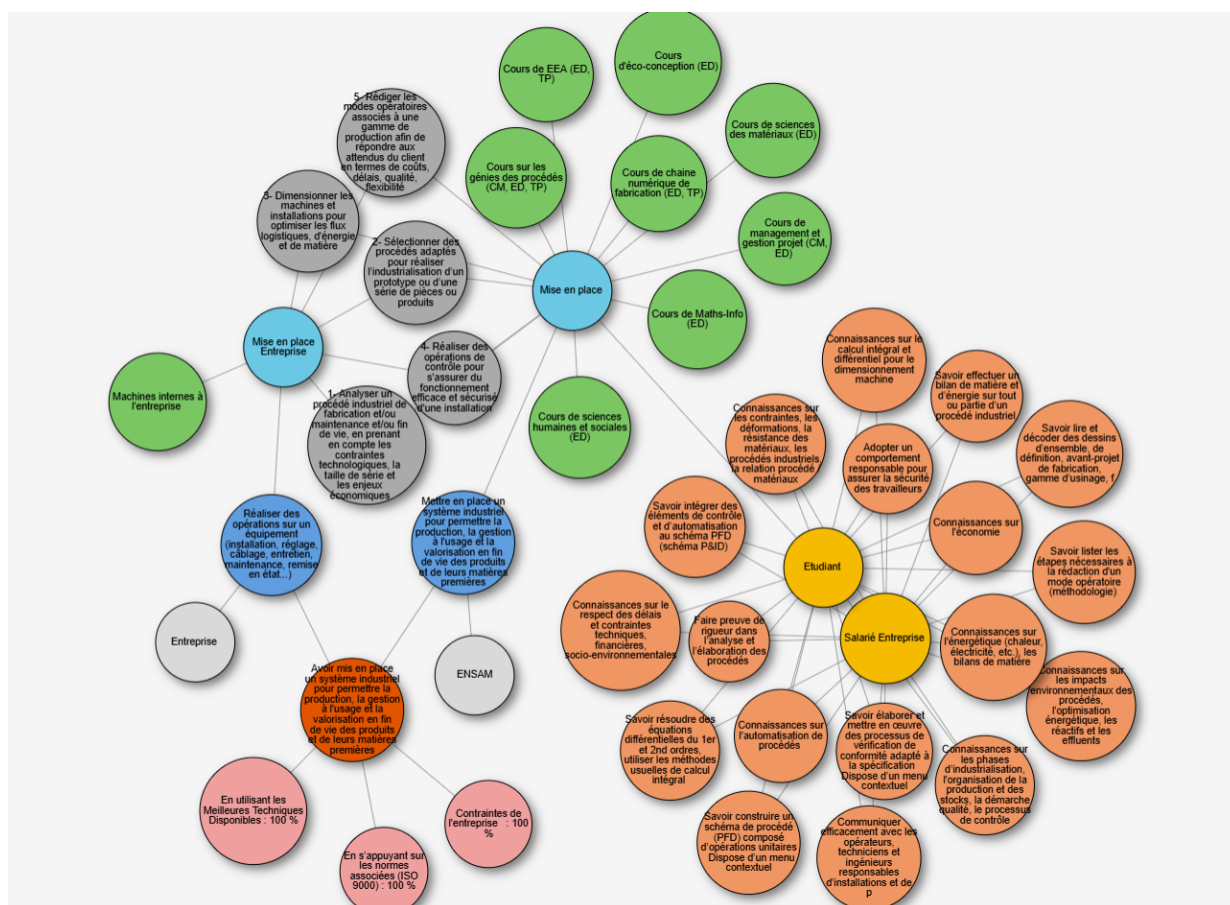 Cours de EEA (ED,
TP)
Cours
d'éco-conception (ED)
5- Rédiger les
modes opératoires
associés à une
gamme de
production afin de
répondre aux
attendus du client
en termes de coûts,
délais, qualité,
flexibilité
Cours de sciences
des matériaux (ED)
Cours sur les
génies des procédés
(CM, ED, TP)
Cours de chaine
numérique de
fabrication (ED, TP)
3- Dimensionner les
machines et
installations pour
optimiser les flux
logistiques, d'énergie
et de matière
Cours de
management et
gestion projet (CM,
ED)
2- Sélectionner des
procédés adaptés
pour réaliser
l'industrialisation d'un
prototype ou d'une
série de pièces ou
produits
Mise en place
Cours de Maths-Info
(ED)
Mise en place
Entreprise
4- Réaliser des
opérations de
contrôle pour
s'assurer du
fonctionnement
efficace et sécurisé
d'une installation
Machines internes à
l'entreprise
1- Analyser un
procédé industriel de
fabrication et/ou
maintenance et/ou fin
de vie, en prenant
en compte les
contraintes
technologiques, la
taille de série et
les enjeux
économiques
Cours de sciences
humaines et sociales
(ED)
Connaissances sur le
calcul intégral et
différentiel pour le
dimensionnement
machine
Savoir effectuer un
bilan de matière et
d'énergie sur tout
ou partie d'un
procédé industriel
Connaissances sur
les contraintes, les
déformations, la
résistance des
matériaux, les
procédés industriels,
la relation procédé /
matériaux
Adopter un
comportement
responsable pour
assurer la sécurité
des travailleurs
Savoir lire et
décoder des dessins
d'ensemble, de
définition, avant-projet
de fabrication,
gamme d'usinage, f
Savoir intégrer des
éléments de contrôle
et d'automatisation
au schéma PFD
(schéma P&ID)
Connaissances sur
l'économie
Réaliser des
opérations sur un
équipement
(installation, réglage,
câblage, entretien,
maintenance, remise
en état...)
Mettre en place un
système industriel
pour permettre la
production, la gestion
à l'usage et la
valorisation en fin
de vie des produits
et de leurs matières
premières
Etudiant
Savoir lister les
étapes nécessaires à
la rédaction d'un
mode opératoire
(méthodologie)
Entreprise
Connaissances sur le
respect des délais
et contraintes
techniques,
financières,
socio-environnementales
Faire preuve de
rigueur dans
l'analyse et
l'élaboration des
procédés
Salarié Entreprise
Connaissances sur
l'énergétique (chaleur,
électricité, etc.), les
bilans de matière
ENSAM
Avoir mis en place
un système industriel
pour permettre la
production, la gestion
à l'usage et la
valorisation en fin
de vie des produits
et de leurs matières
premières
Connaissances sur
les impacts
environnementaux des
procédés,
l'optimisation
énergétique, les
réactifs et les
effluents
Savoir résoudre des
équations
différentielles du 1er
et 2nd ordres,
utiliser les méthodes
usuelles de calcul
intégral
Connaissances sur
l'automatisation de
procédés
Savoir élaborer et
mettre en œuvre
des processus de
vérification de
conformité adapté à
la spécification
Dispose d'un menu
contextuel
Connaissances sur
les phases
d'industrialisation,
l'organisation de la
production et des
stocks, la démarche
qualité, le processus
de contrôle
En utilisant les
Meilleures Techniques
Disponibles : 100 %
Contraintes de
l'entreprise : 100
%
En s'appuyant sur
les normes
associées (ISO
9000) : 100 %
Savoir construire un
schéma de procédé
(PFD) composé
d'opérations unitaires
Dispose d'un menu
contextuel
Communiquer
efficacement avec les
opérateurs,
techniciens et
ingénieurs
responsables
d'installations et de
p